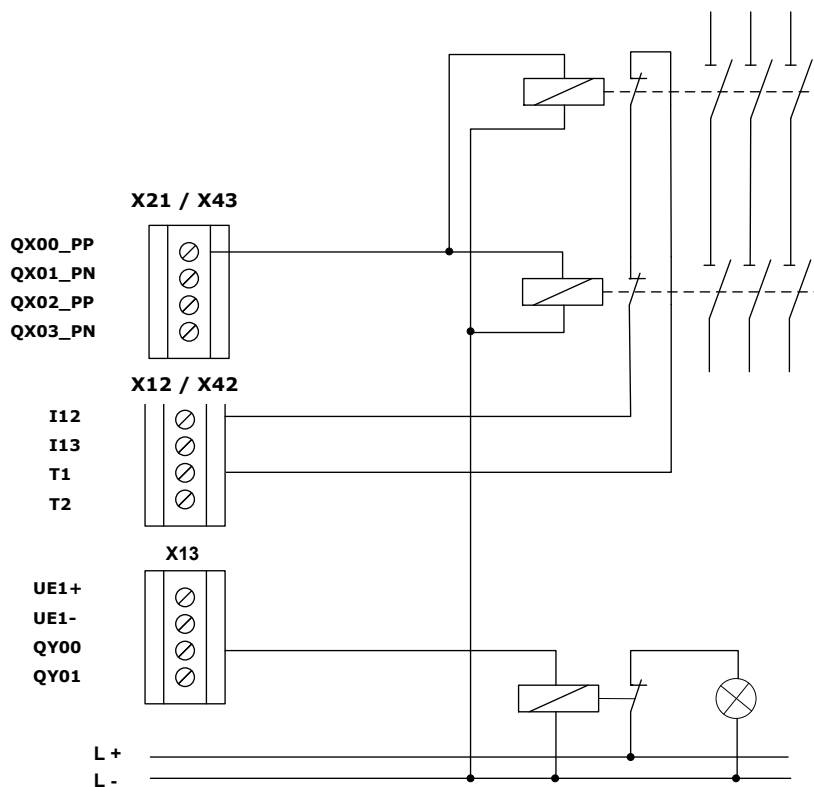 X21 / X43
QX00_PP
QX01_PN
QX02_PP
QX03_PN
X12 / X42
I12
I13
T1
T2
X13
UE1+
UE1-
QY00
QY01
L +
L -